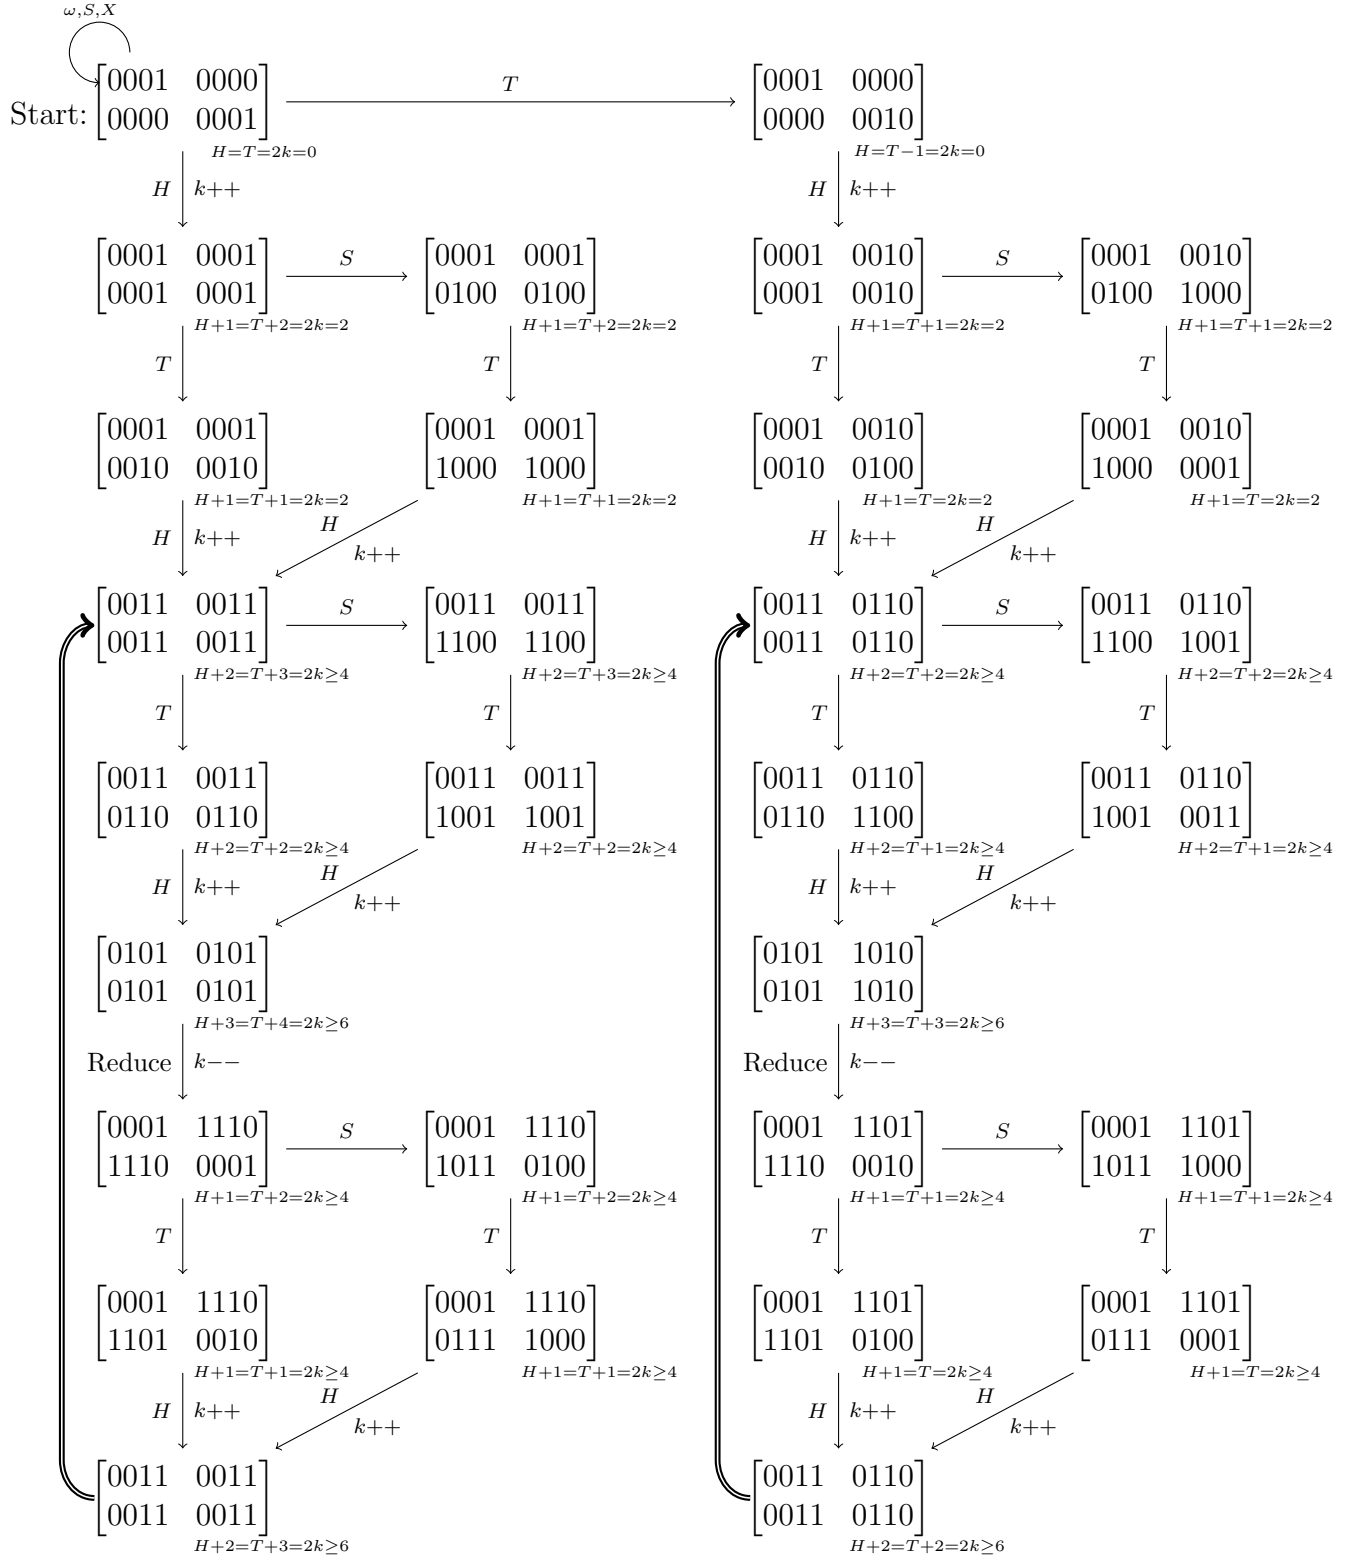 ω,S,X
Start: [0001 0000] T [0001 0000]
[0000 0001] [0000 0010]
H=T=2k=0 H=T−1=2k=0
H k++ H k++
[0001 0001] S [0001 0001] [0001 0010] S [0001 0010]
[0001 0001] [0100 0100] [0001 0010] [0100 1000]
H+1=T+2=2k=2 H+1=T+2=2k=2 H+1=T+1=2k=2 H+1=T+1=2k=2
T T T T
[0001 0001] [0001 0001] [0001 0010] [0001 0010]
[0010 0010] [1000 1000] [0010 0100] [1000 0001]
H+1=T+1=2k=2 H+1=T+1=2k=2 H+1=T=2k=2 H+1=T=2k=2
H k++ H k++ H k++ H k++
[0011 0011] S [0011 0011] [0011 0110] S [0011 0110]
[0011 0011] [1100 1100] [0011 0110] [1100 1001]
H+2=T+3=2k≥4 H+2=T+3=2k≥4 H+2=T+2=2k≥4 H+2=T+2=2k≥4
T T T T
[0011 0011] [0011 0011] [0011 0110] [0011 0110]
[0110 0110] [1001 1001] [0110 1100] [1001 0011]
H+2=T+2=2k≥4 H+2=T+2=2k≥4 H+2=T+1=2k≥4 H+2=T+1=2k≥4
H k++ H k++ H k++ H k++
[0101 0101] [0101 1010]
[0101 0101] [0101 1010]
H+3=T+4=2k≥6 H+3=T+3=2k≥6
Reduce k−− Reduce k−−
[0001 1110] S [0001 1110] [0001 1101] S [0001 1101]
[1110 0001] [1011 0100] [1110 0010] [1011 1000]
H+1=T+2=2k≥4 H+1=T+2=2k≥4 H+1=T+1=2k≥4 H+1=T+1=2k≥4
T T T T
[0001 1110] [0001 1110] [0001 1101] [0001 1101]
[1101 0010] [0111 1000] [1101 0100] [0111 0001]
H+1=T+1=2k≥4 H+1=T+1=2k≥4 H+1=T=2k≥4 H+1=T=2k≥4
H k++ H k++ H k++ H k++
[0011 0011] [0011 0110]
[0011 0011] [0011 0110]
H+2=T+3=2k≥6 H+2=T+2=2k≥6